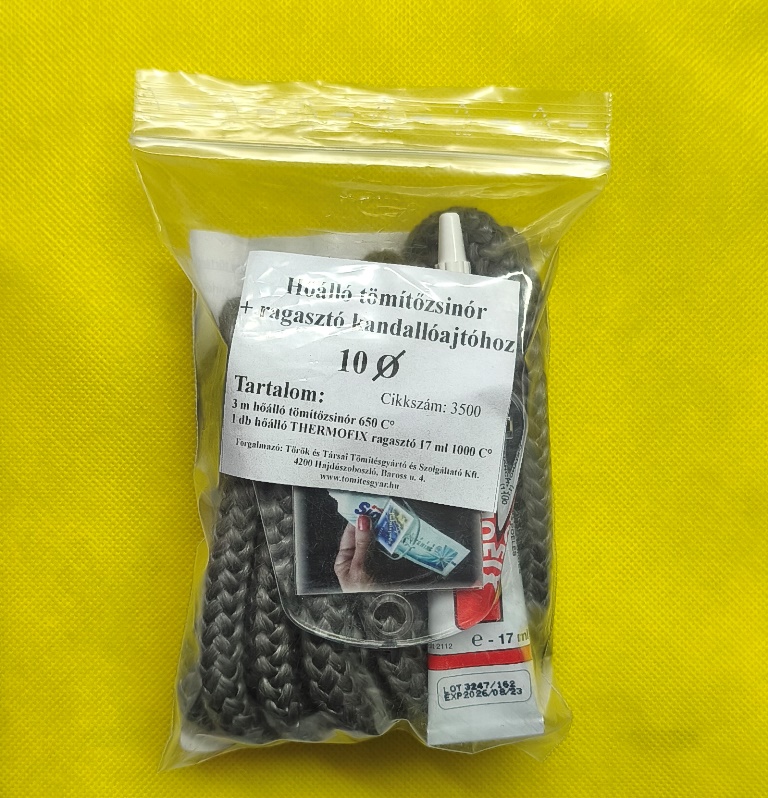 Hőálló tömítőzsinór
+ ragasztó kandallóajtóhoz
10 Ø
Tartalom:
Cikkszám: 3500
3 m hőálló tömítőzsinór 650 C°
1 db hőálló THERMOFIX ragasztó 17 ml 1000 C°
Forgalmazó: Török és Társai Tömítésgyártó és Szolgáltató Kft.
4200 Hajdúszoboszló, Baross u. 4.
www.tomitesgyar.hu
e - 17 m
2112
LOT 3247/162
EXP2026/08/23